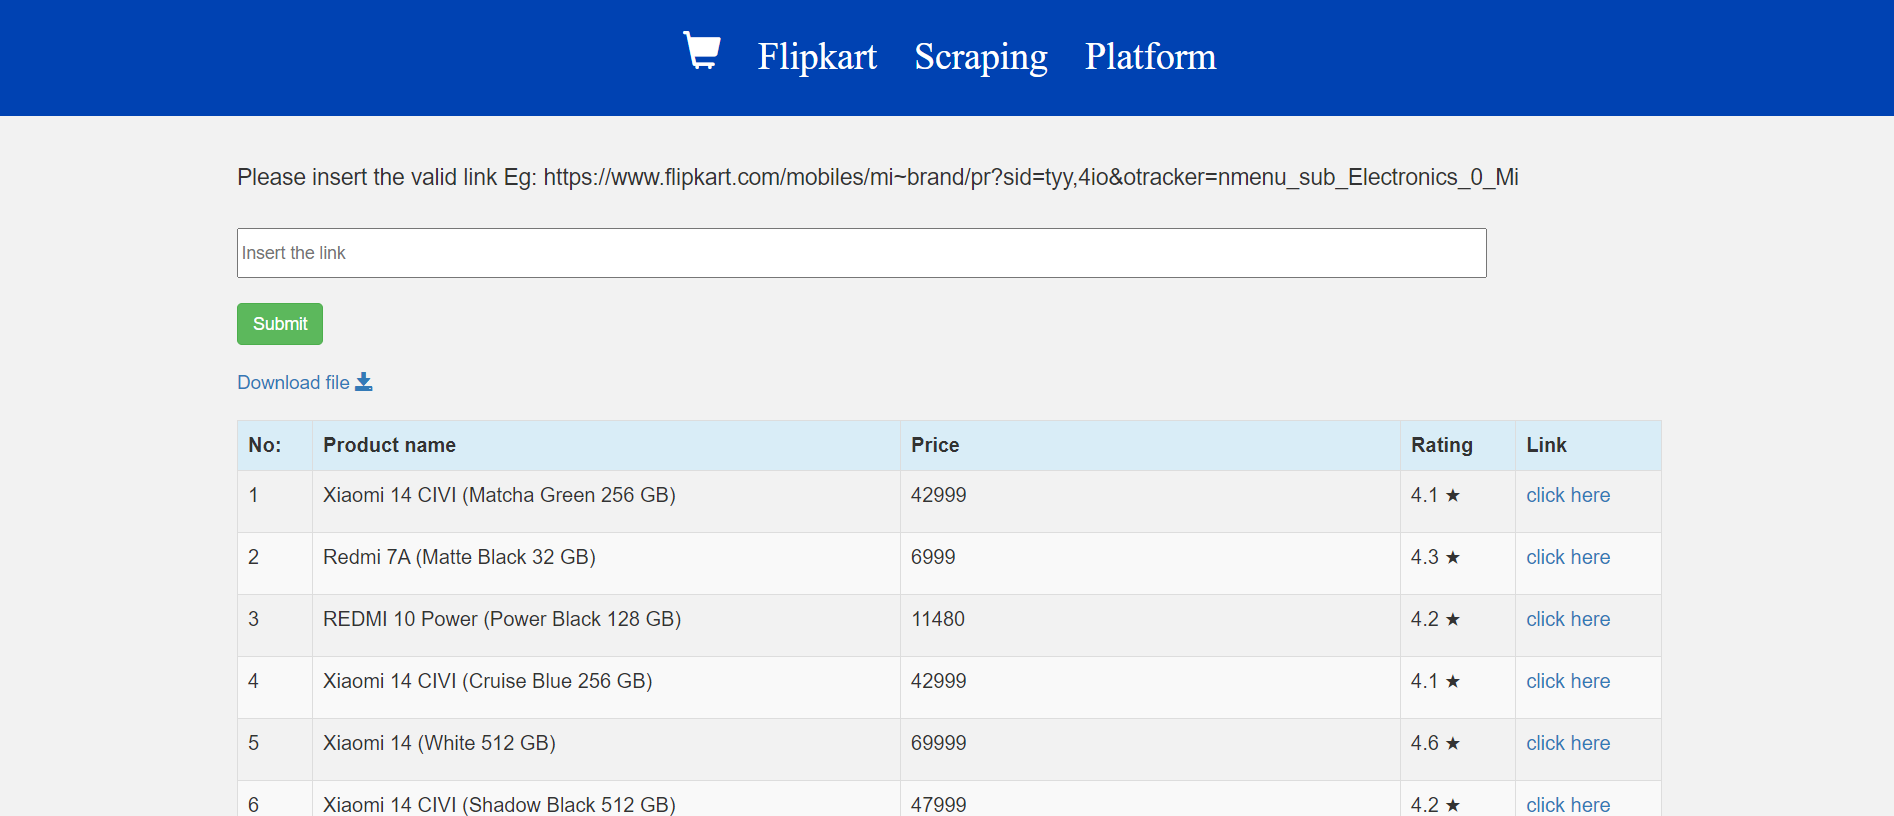 Flipkart Scraping Platform
Please insert the valid link Eg: https://www.flipkart.com/mobiles/mi~brand/pr?sid=tyy,4io&otracker=nmenu_sub_Electronics_0_Mi
Insert the link
Submit
Download file
No: Product name Price Rating Link
1 Xiaomi 14 CIVI (Matcha Green 256 GB) 42999 4.1 ★ click here
2 Redmi 7A (Matte Black 32 GB) 6999 4.3 ★ click here
3 REDMI 10 Power (Power Black 128 GB) 11480 4.2 ★ click here
4 Xiaomi 14 CIVI (Cruise Blue 256 GB) 42999 4.1 ★ click here
5 Xiaomi 14 (White 512 GB) 69999 4.6 ★ click here
6 Xiaomi 14 CIVI (Shadow Black 512 GB) 47999 4.2 ★ click here